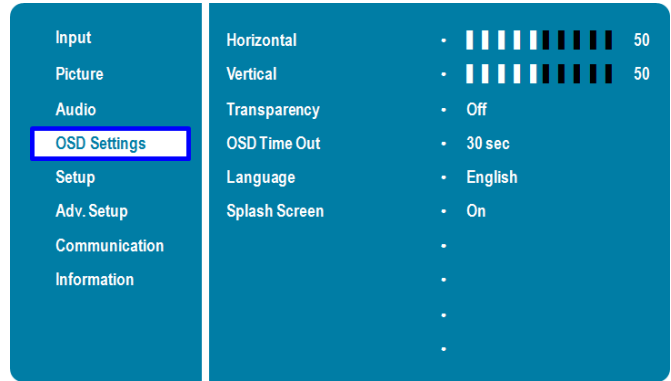 Input
Picture
Audio
OSD Settings
Setup
Adv. Setup
Communication
Information
Horizontal • 50
Vertical • 50
Transparency • Off
OSD Time Out • 30 sec
Language • English
Splash Screen • On
•
•
•
•